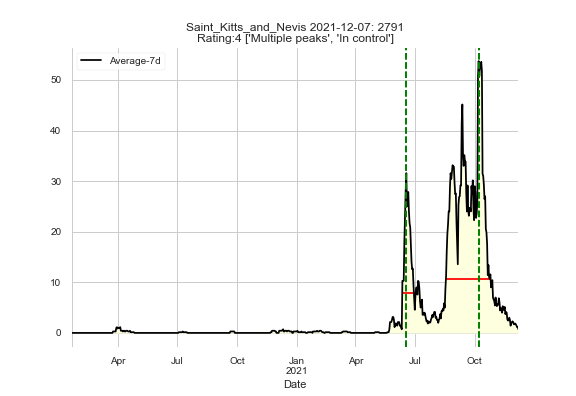 Saint_Kitts_and_Nevis 2021-12-07: 2791
Rating:4 ['Multiple peaks', 'In control']
Average-7d
50
40
30
20
10
0
Apr Jul Oct Jan Apr Jul Oct
2021
Date